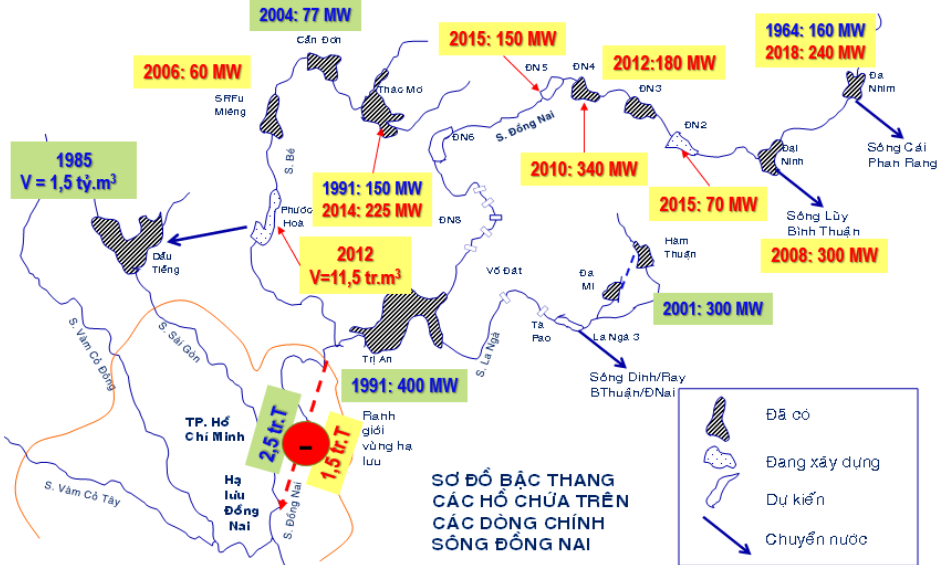 2004: 77 MW
Cần Đơn
2006: 60 MW
SRFu
Miêng
Thác Mơ
2015: 150 MW
ĐN5
ĐN4
2012:180 MW
ĐN3
1964: 160 MW
2018: 240 MW
Đa
Nhim
ĐN6
S. Đồng Nai
ĐN2
Sông Cái
Phan Rang
1985
V = 1,5 tỷ.m³
S. Bé
1991: 150 MW
2014: 225 MW
2010: 340 MW
Đại
Ninh
2015: 70 MW
Phước
Hoà
ĐN8
Sông Lũy
Bình Thuận
Dầu
Tiếng
2012
V=11,5 tr.m³
Võ Đắt
Hàm
Thuận
2008: 300 MW
Đa
Mi
2001: 300 MW
S. Vàm Cỏ Đông
S. Sài Gòn
Trị An
S. La Ngà
Tà
Pao
La Ngà 3
Sông Dinh/Ray
BThuận/ĐNai
1991: 400 MW
2,5 tr.T
-
1,5 tr.T
TP. Hồ
Chí Minh
Ranh
giới
vùng hạ
lưu
S. Vàm Cỏ Tây
Hạ
lưu
Đồng
Nai
S. Đồng Nai
SƠ ĐỒ BẬC THANG
CÁC HỒ CHỨA TRÊN
CÁC DÒNG CHÍNH
SÔNG ĐỒNG NAI
Đã có
Đang xây dựng
Dự kiến
Chuyển nước